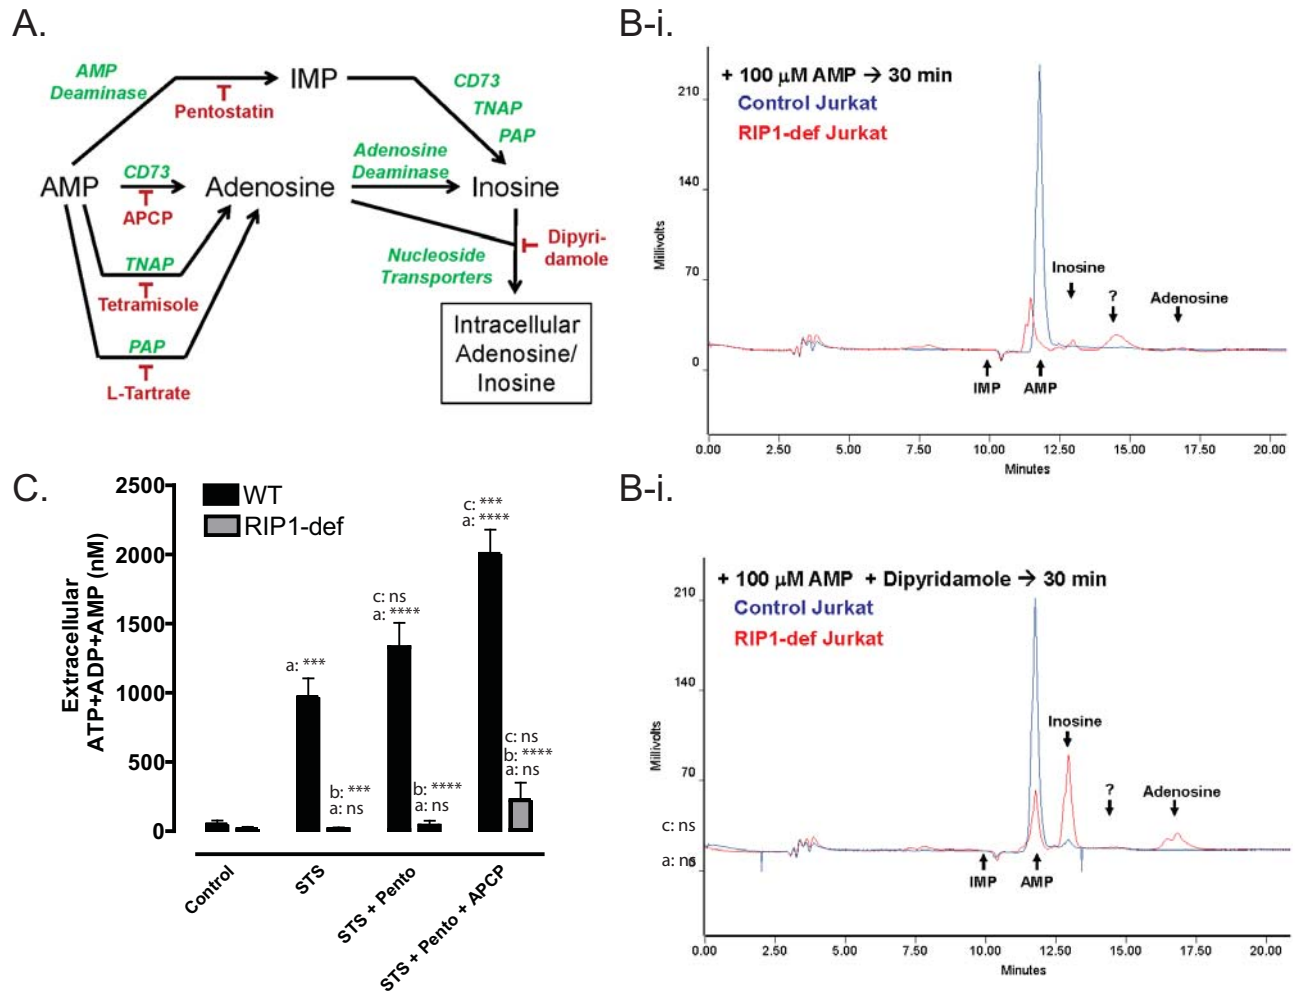 A.
AMP
Deaminase
IMP
Pentostatin
CD73
TNAP
PAP
AMP
CD73
APCP
Adenosine
Adenosine
Deaminase
Inosine
TNAP
Tetramisole
PAP
L-Tartrate
Nucleoside
Transporters
Dipyri-
damole
Intracellular
Adenosine/
Inosine
B-i.
+ 100 µM AMP → 30 min
Control Jurkat
RIP1-def Jurkat
Millivolts
210
140
70
0
Inosine
?
Adenosine
IMP
AMP
0.00 2.50 5.00 7.50 10.00 12.50 15.00 17.50 20.00
Minutes
C.
Extracellular
ATP+ADP+AMP (nM)
2500
2000
1500
1000
500
0
WT
RIP1-def
a: ***
b: ***
a: ns
c: ns
a: ****
b: ****
a: ns
c: ***
a: ****
c: ns
b: ****
a: ns
Control
STS
STS + Pento
STS + Pento + APCP
B-i.
+ 100 µM AMP + Dipyridamole → 30 min
Control Jurkat
RIP1-def Jurkat
Millivolts
210
140
70
c: ns
a: ns
Inosine
?
Adenosine
IMP
AMP
0.00 2.50 5.00 7.50 10.00 12.50 15.00 17.50 20.00
Minutes